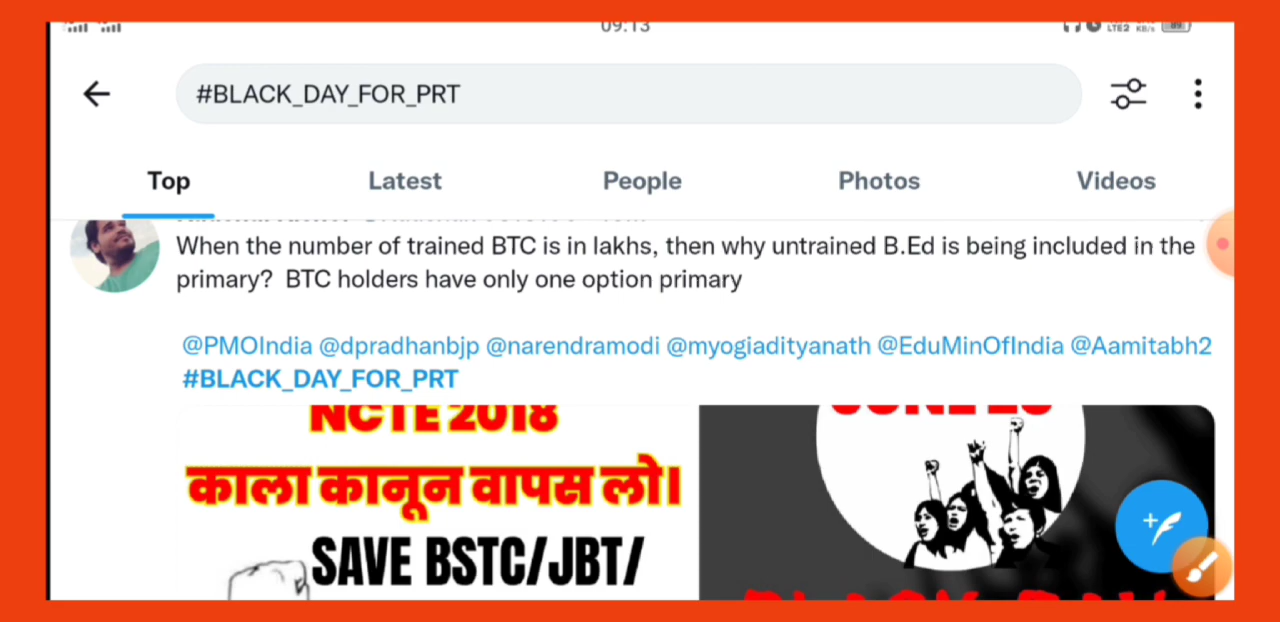 09:13
LTE2 KB/s
#BLACK_DAY_FOR_PRT
Top Latest People Photos Videos
When the number of trained BTC is in lakhs, then why untrained B.Ed is being included in the
primary? BTC holders have only one option primary
@PMOIndia @dpradhanbjp @narendramodi @myogiadityanath @EduMinOfIndia @Aamitabh2
#BLACK_DAY_FOR_PRT
NCTE 2018
काला कानून वापस लो।
SAVE BSTC/JBT/